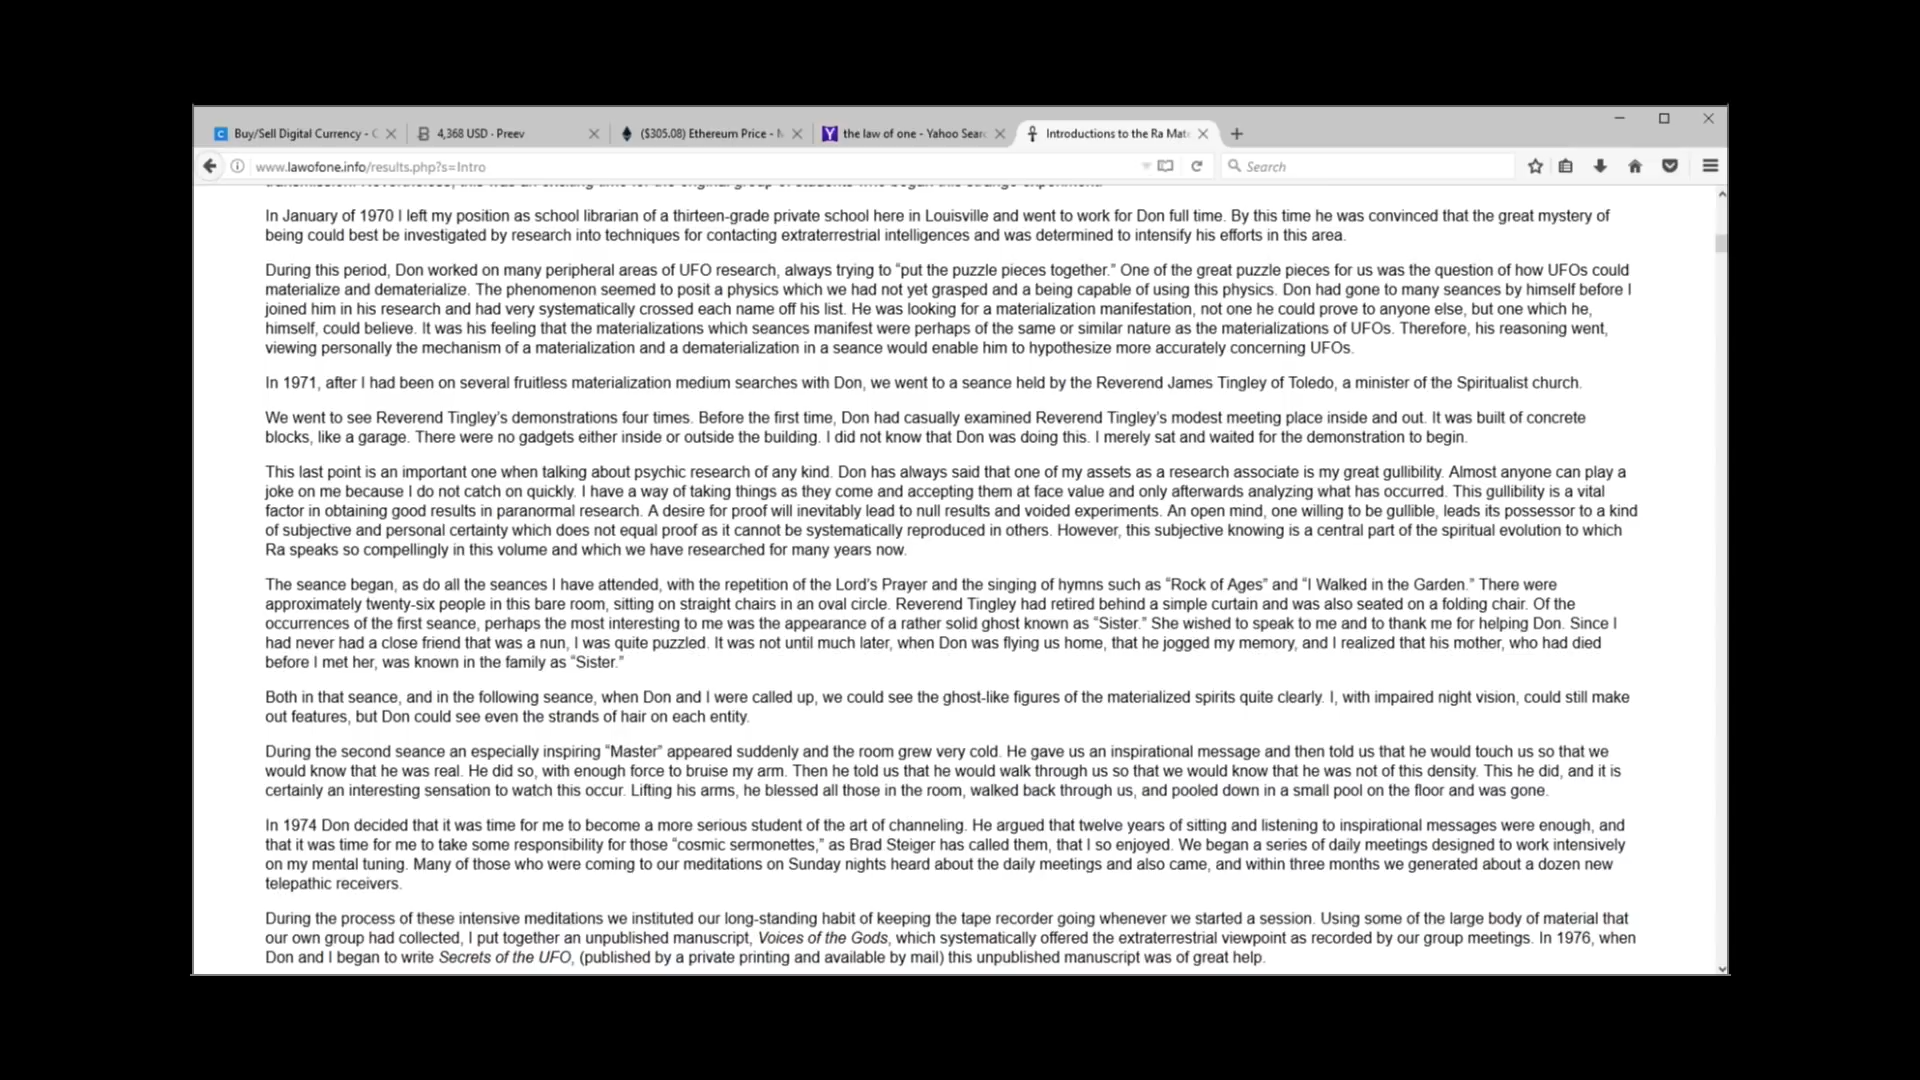 Buy/Sell Digital Currency - C
4,368 USD - Preev
($305.08) Ethereum Price -
the law of one - Yahoo Sear
Introductions to the Ra Mat
www.lawofone.info/results.php?s=Intro
Search
In January of 1970 I left my position as school librarian of a thirteen-grade private school here in Louisville and went to work for Don full time. By this time he was convinced that the great mystery of
being could best be investigated by research into techniques for contacting extraterrestrial intelligences and was determined to intensify his efforts in this area.
During this period, Don worked on many peripheral areas of UFO research, always trying to “put the puzzle pieces together.” One of the great puzzle pieces for us was the question of how UFOs could
materialize and dematerialize. The phenomenon seemed to posit a physics which we had not yet grasped and a being capable of using this physics. Don had gone to many seances by himself before I
joined him in his research and had very systematically crossed each name off his list. He was looking for a materialization manifestation, not one he could prove to anyone else, but one which he,
himself, could believe. It was his feeling that the materializations which seances manifest were perhaps of the same or similar nature as the materializations of UFOs. Therefore, his reasoning went,
viewing personally the mechanism of a materialization and a dematerialization in a seance would enable him to hypothesize more accurately concerning UFOs.
In 1971, after I had been on several fruitless materialization medium searches with Don, we went to a seance held by the Reverend James Tingley of Toledo, a minister of the Spiritualist church.
We went to see Reverend Tingley’s demonstrations four times. Before the first time, Don had casually examined Reverend Tingley’s modest meeting place inside and out. It was built of concrete
blocks, like a garage. There were no gadgets either inside or outside the building. I did not know that Don was doing this. I merely sat and waited for the demonstration to begin.
This last point is an important one when talking about psychic research of any kind. Don has always said that one of my assets as a research associate is my great gullibility. Almost anyone can play a
joke on me because I do not catch on quickly. I have a way of taking things as they come and accepting them at face value and only afterwards analyzing what has occurred. This gullibility is a vital
factor in obtaining good results in paranormal research. A desire for proof will inevitably lead to null results and voided experiments. An open mind, one willing to be gullible, leads its possessor to a kind
of subjective and personal certainty which does not equal proof as it cannot be systematically reproduced in others. However, this subjective knowing is a central part of the spiritual evolution to which
Ra speaks so compellingly in this volume and which we have researched for many years now.
The seance began, as do all the seances I have attended, with the repetition of the Lord’s Prayer and the singing of hymns such as “Rock of Ages” and “I Walked in the Garden.” There were
approximately twenty-six people in this bare room, sitting on straight chairs in an oval circle. Reverend Tingley had retired behind a simple curtain and was also seated on a folding chair. Of the
occurrences of the first seance, perhaps the most interesting to me was the appearance of a rather solid ghost known as “Sister.” She wished to speak to me and to thank me for helping Don. Since I
had never had a close friend that was a nun, I was quite puzzled. It was not until much later, when Don was flying us home, that he jogged my memory, and I realized that his mother, who had died
before I met her, was known in the family as “Sister.”
Both in that seance, and in the following seance, when Don and I were called up, we could see the ghost-like figures of the materialized spirits quite clearly. I, with impaired night vision, could still make
out features, but Don could see even the strands of hair on each entity.
During the second seance an especially inspiring “Master” appeared suddenly and the room grew very cold. He gave us an inspirational message and then told us that he would touch us so that we
would know that he was real. He did so, with enough force to bruise my arm. Then he told us that he would walk through us so that we would know that he was not of this density. This he did, and it is
certainly an interesting sensation to watch this occur. Lifting his arms, he blessed all those in the room, walked back through us, and pooled down in a small pool on the floor and was gone.
In 1974 Don decided that it was time for me to become a more serious student of the art of channeling. He argued that twelve years of sitting and listening to inspirational messages were enough, and
that it was time for me to take some responsibility for those “cosmic sermonettes,” as Brad Steiger has called them, that I so enjoyed. We began a series of daily meetings designed to work intensively
on my mental tuning. Many of those who were coming to our meditations on Sunday nights heard about the daily meetings and also came, and within three months we generated about a dozen new
telepathic receivers.
During the process of these intensive meditations we instituted our long-standing habit of keeping the tape recorder going whenever we started a session. Using some of the large body of material that
our own group had collected, I put together an unpublished manuscript, Voices of the Gods, which systematically offered the extraterrestrial viewpoint as recorded by our group meetings. In 1976, when
Don and I began to write Secrets of the UFO, (published by a private printing and available by mail) this unpublished manuscript was of great help.